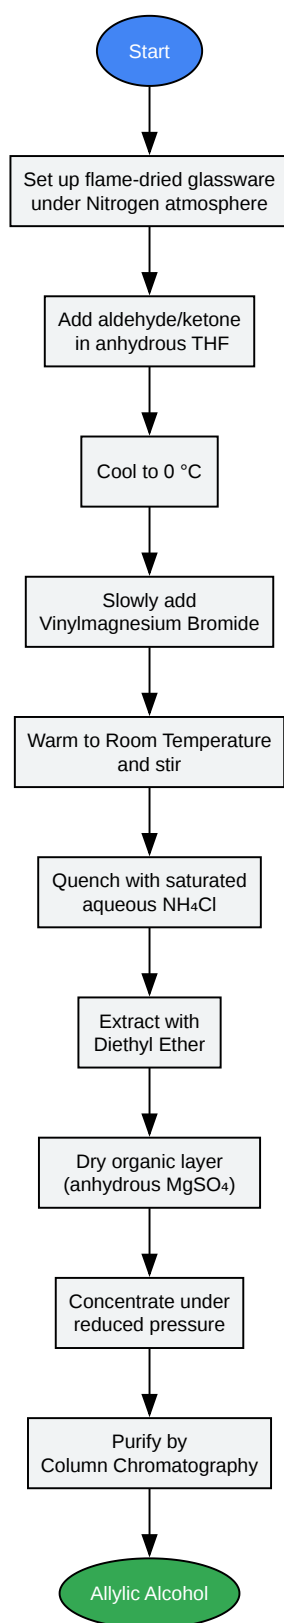 Start
Set up flame-dried glassware
under Nitrogen atmosphere
Add aldehyde/ketone
in anhydrous THF
Cool to 0 °C
Slowly add
Vinylmagnesium Bromide
Warm to Room Temperature
and stir
Quench with saturated
aqueous NH₄Cl
Extract with
Diethyl Ether
Dry organic layer
(anhydrous MgSO₄)
Concentrate under
reduced pressure
Purify by
Column Chromatography
Allylic Alcohol